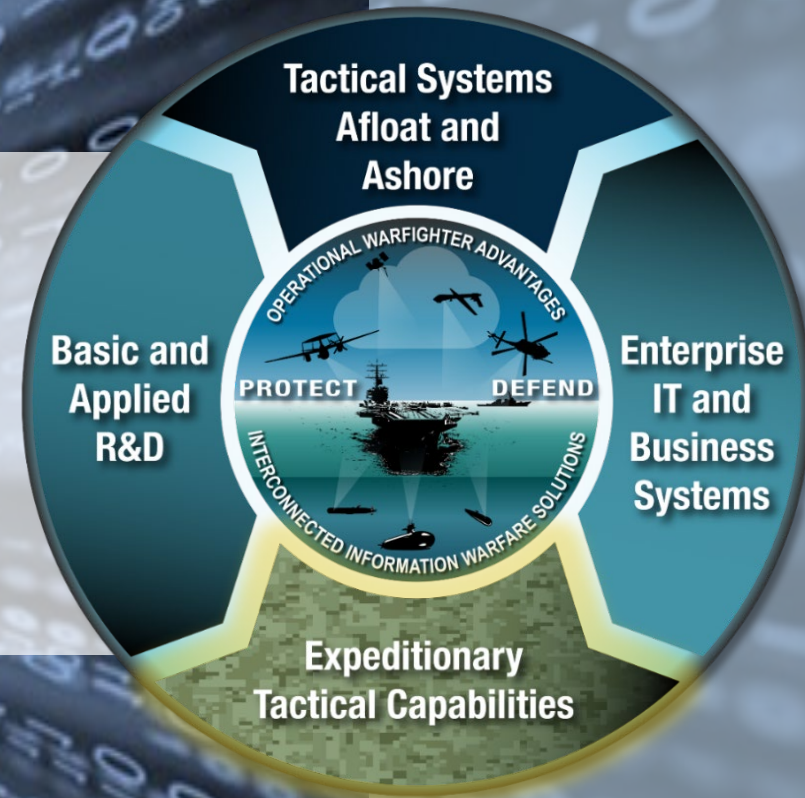 Tactical Systems
Afloat and
Ashore
OPERATIONAL WARFIGHTER ADVANTAGES
PROTECT
DEFEND
INTERCONNECTED INFORMATION WARFARE SOLUTIONS
Basic and
Applied
R&D
Enterprise
IT and
Business
Systems
Expeditionary
Tactical Capabilities